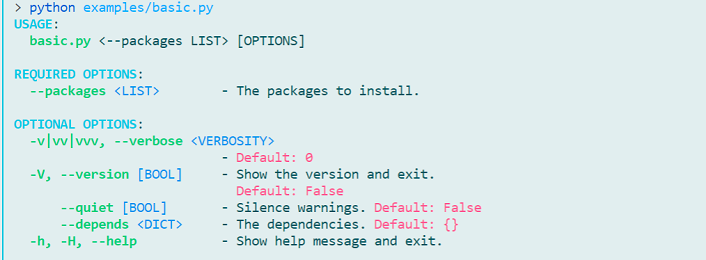 > python examples/basic.py
USAGE:
basic.py <--packages LIST> [OPTIONS]
REQUIRED OPTIONS:
--packages <LIST> - The packages to install.
OPTIONAL OPTIONS:
-v|vv|vvv, --verbose <VERBOSITY>
- Default: 0
-V, --version [BOOL] - Show the version and exit.
Default: False
--quiet [BOOL] - Silence warnings. Default: False
--depends <DICT> - The dependencies. Default: {}
-h, -H, --help - Show help message and exit.